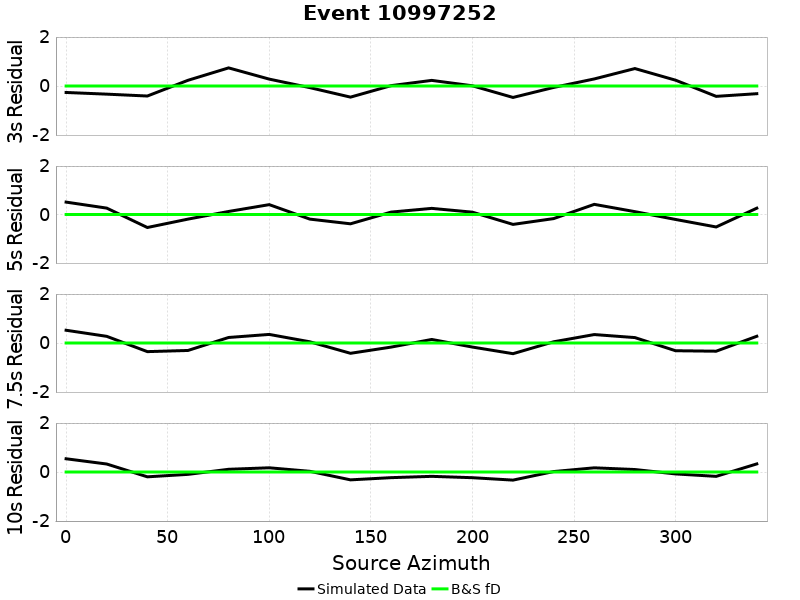 Event 10997252
3s Residual
2
0
-2
5s Residual
2
0
-2
7.5s Residual
2
0
-2
10s Residual
2
0
-2
0 50 100 150 200 250 300
Source Azimuth
Simulated Data B&S fD